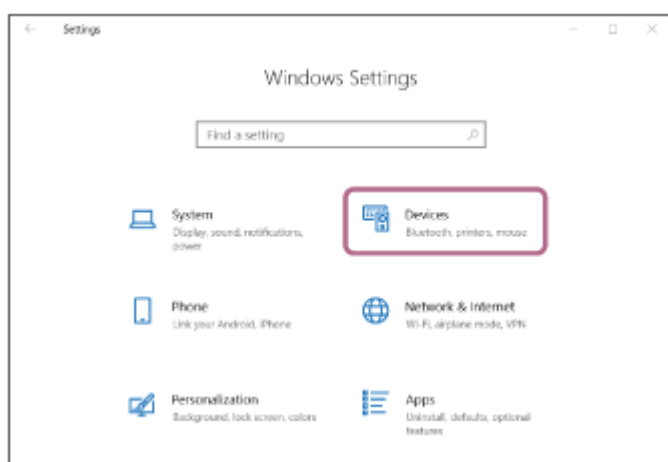 Settings
Windows Settings
Find a setting
System
Display, sound, notifications,
power
Devices
Bluetooth, printers, mouse
Phone
Link your Android, iPhone
Network & Internet
Wi-Fi, airplane mode, VPN
Personalization
Background, lock screen, colors
Apps
Uninstall, defaults, optional
features